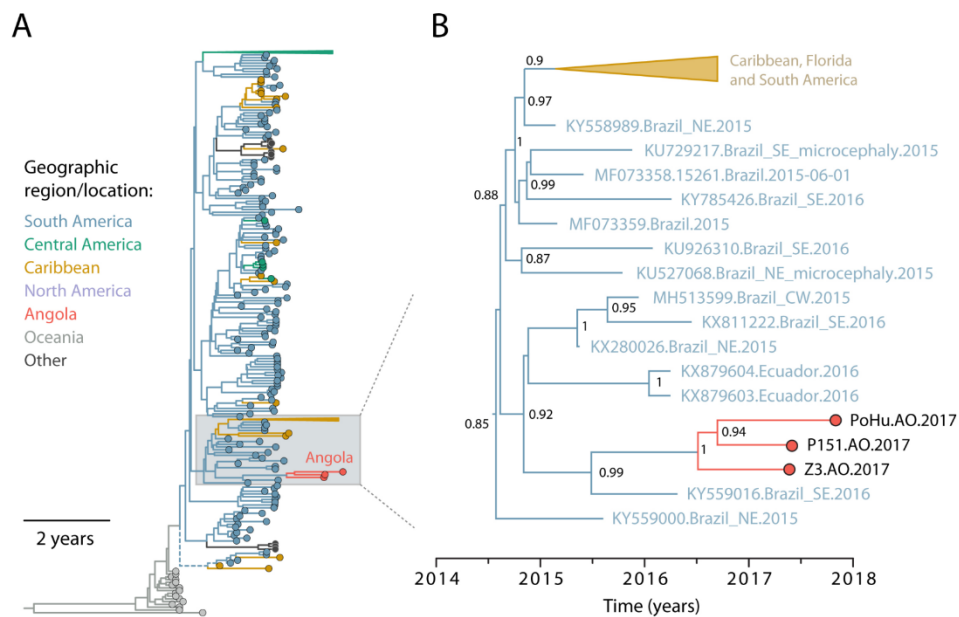 A
Geographic
region/location:
South America
Central America
Caribbean
North America
Angola
Oceania
Other
2 years
Angola
B
0.9
Caribbean, Florida
and South America
0.97
KY558989.Brazil_NE.2015
1
KU729217.Brazil_SE_microcephaly.2015
MF073358.15261.Brazil.2015-06-01
0.99
KY785426.Brazil_SE.2016
0.88
MF073359.Brazil.2015
KU926310.Brazil_SE.2016
0.87
KU527068.Brazil_NE_microcephaly.2015
MH513599.Brazil_CW.2015
0.95
KX811222.Brazil_SE.2016
1
KX280026.Brazil_NE.2015
KX879604.Ecuador.2016
1
KX879603.Ecuador.2016
0.92
0.85
PoHu.AO.2017
0.94
P151.AO.2017
1
Z3.AO.2017
0.99
KY559016.Brazil_SE.2016
KY559000.Brazil_NE.2015
2014 2015 2016 2017 2018
Time (years)